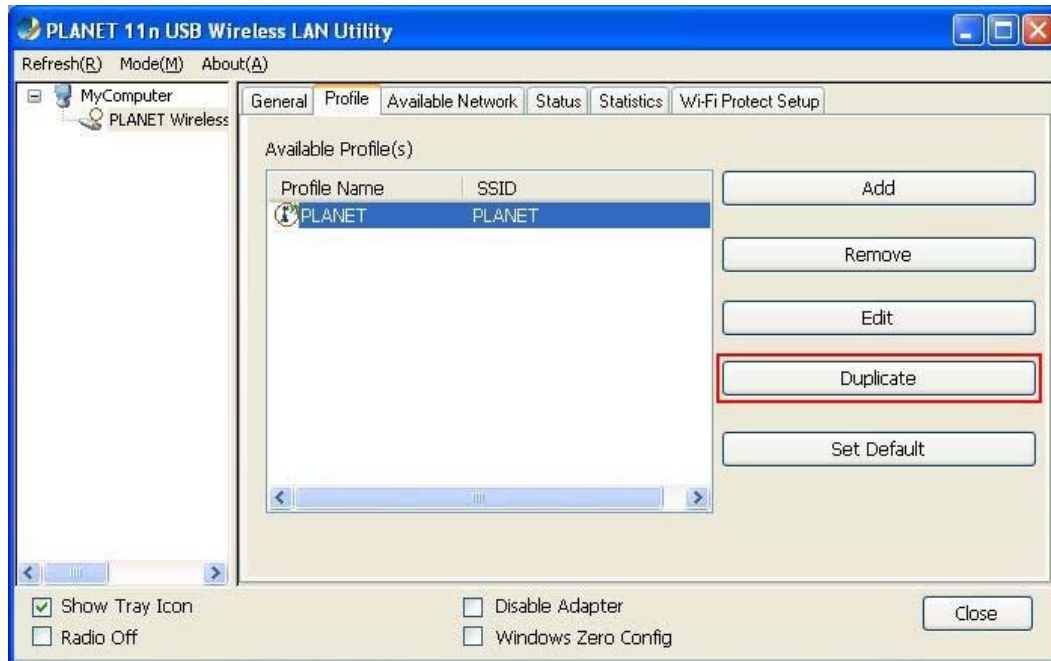 PLANET 11n USB Wireless LAN Utility
Refresh(R) Mode(M) About(A)
MyComputer
PLANET Wireless
General Profile Available Network Status Statistics Wi-Fi Protect Setup
Available Profile(s)
Profile Name SSID
PLANET PLANET
Add
Remove
Edit
Duplicate
Set Default
Show Tray Icon Disable Adapter Close
Radio Off Windows Zero Config